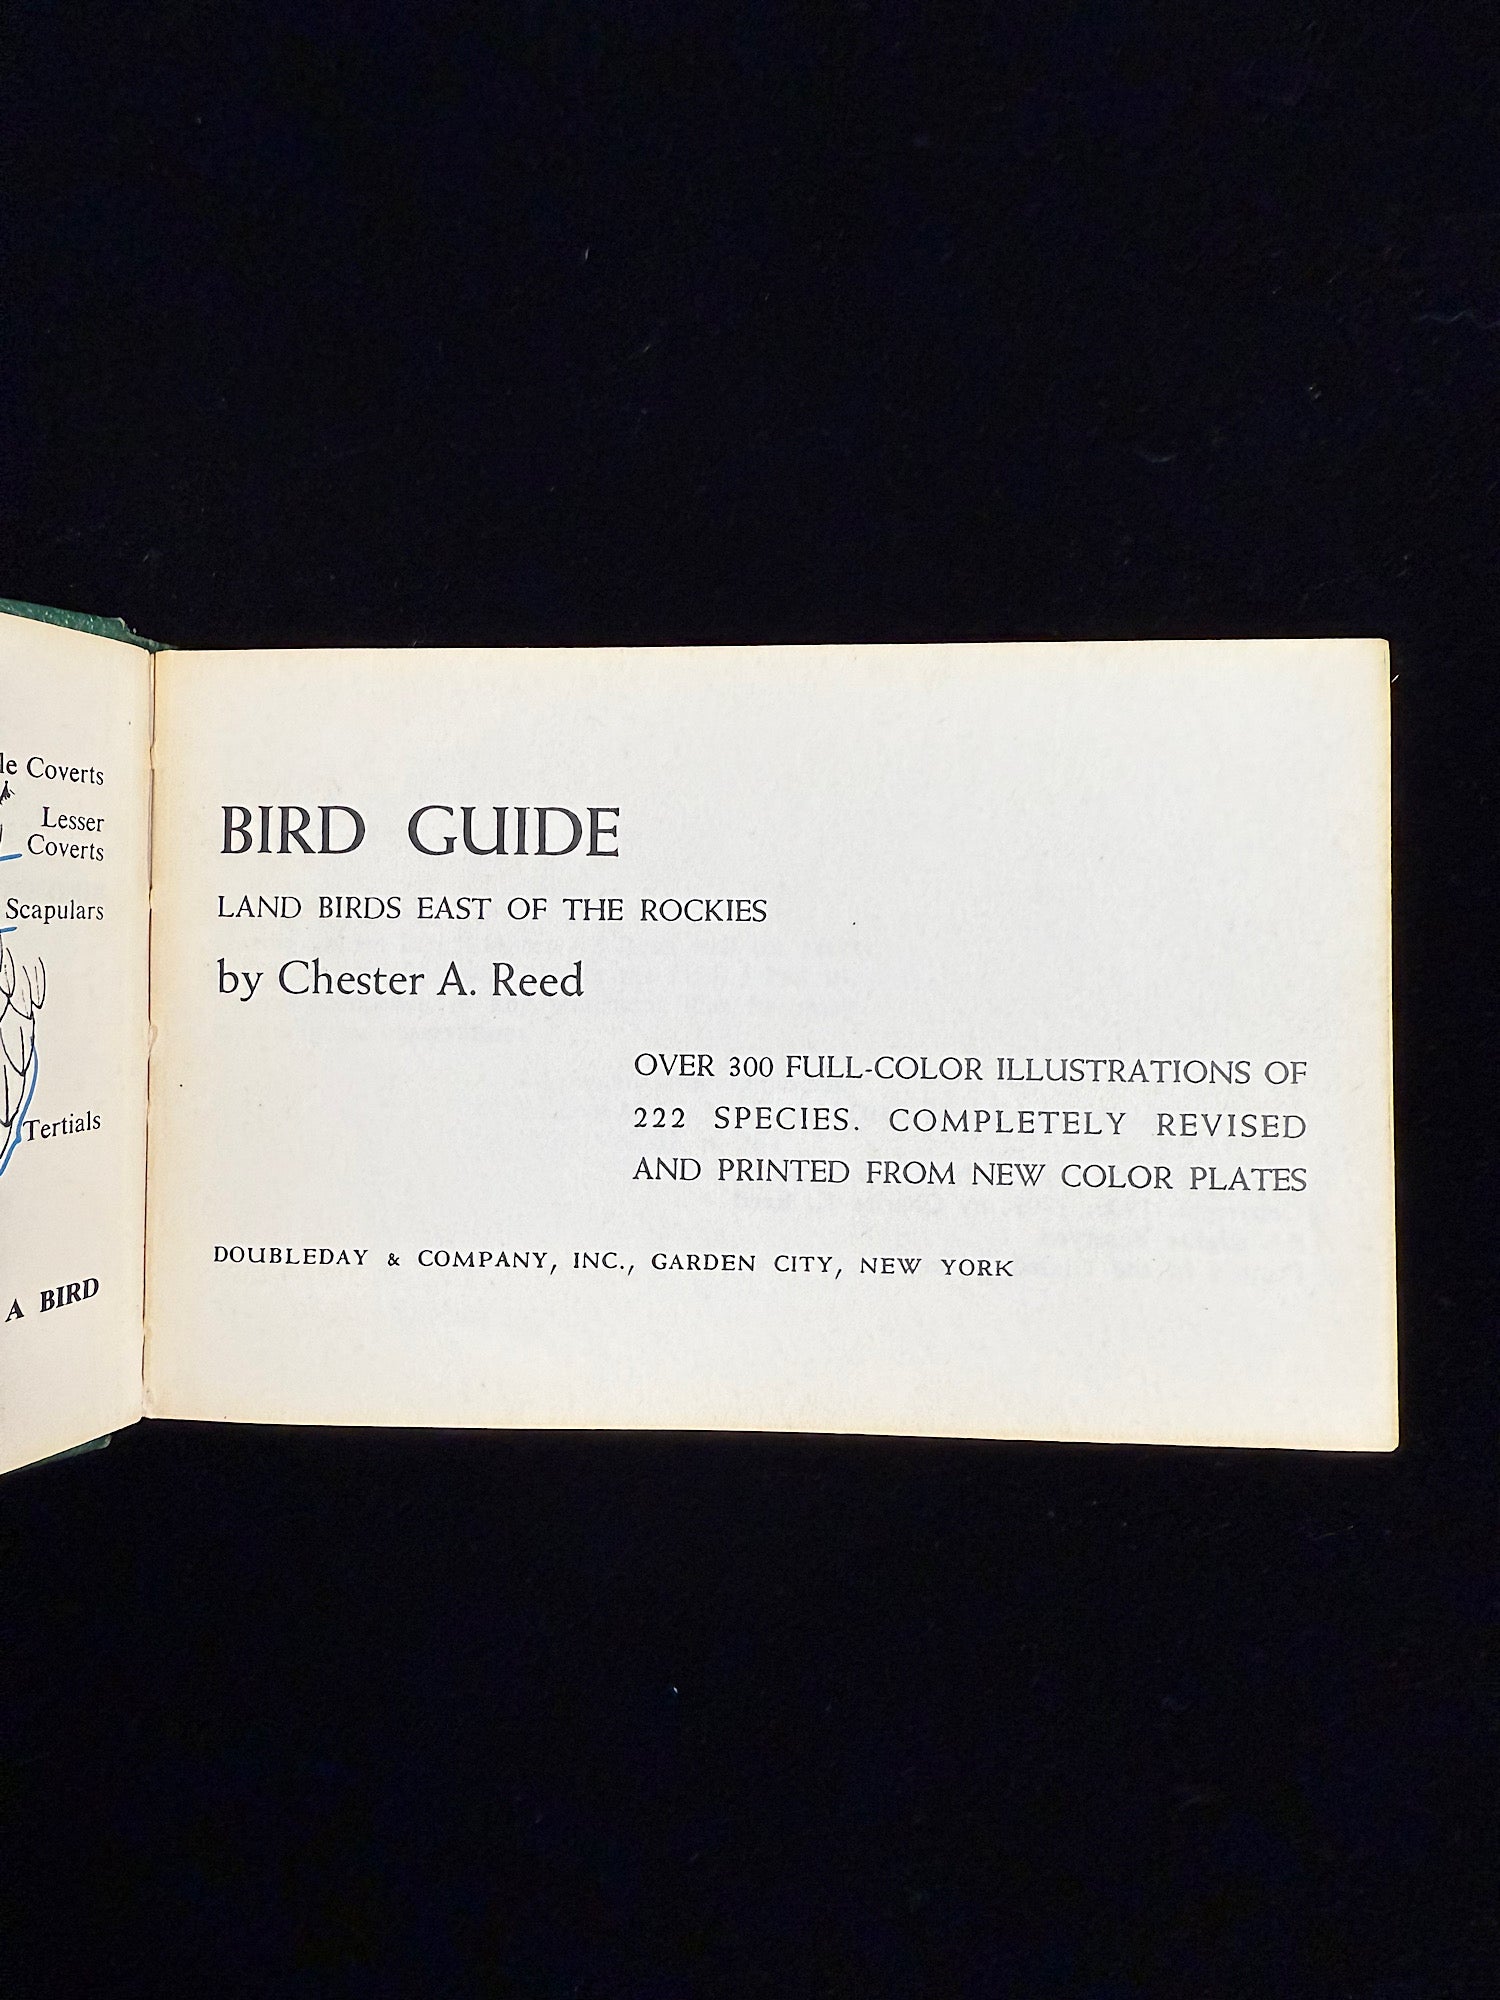 Coverts
Lesser
Coverts
Scapulars
Tertials
A BIRD
BIRD GUIDE
LAND BIRDS EAST OF THE ROCKIES
by Chester A. Reed
OVER 300 FULL-COLOR ILLUSTRATIONS OF
222 SPECIES. COMPLETELY REVISED
AND PRINTED FROM NEW COLOR PLATES
DOUBLEDAY & COMPANY, INC., GARDEN CITY, NEW YORK